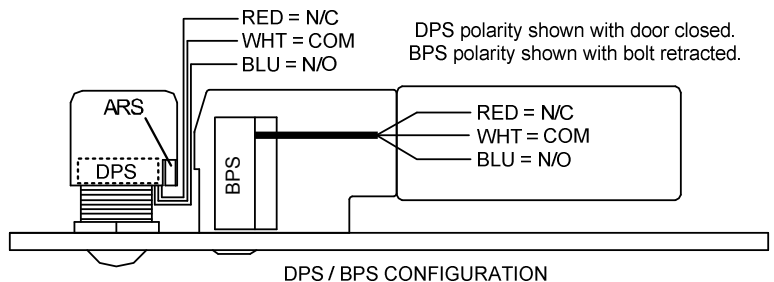 RED = N/C
WHT = COM
BLU = N/O
DPS polarity shown with door closed.
BPS polarity shown with bolt retracted.
ARS
DPS
BPS
RED = N/C
WHT = COM
BLU = N/O
DPS / BPS CONFIGURATION